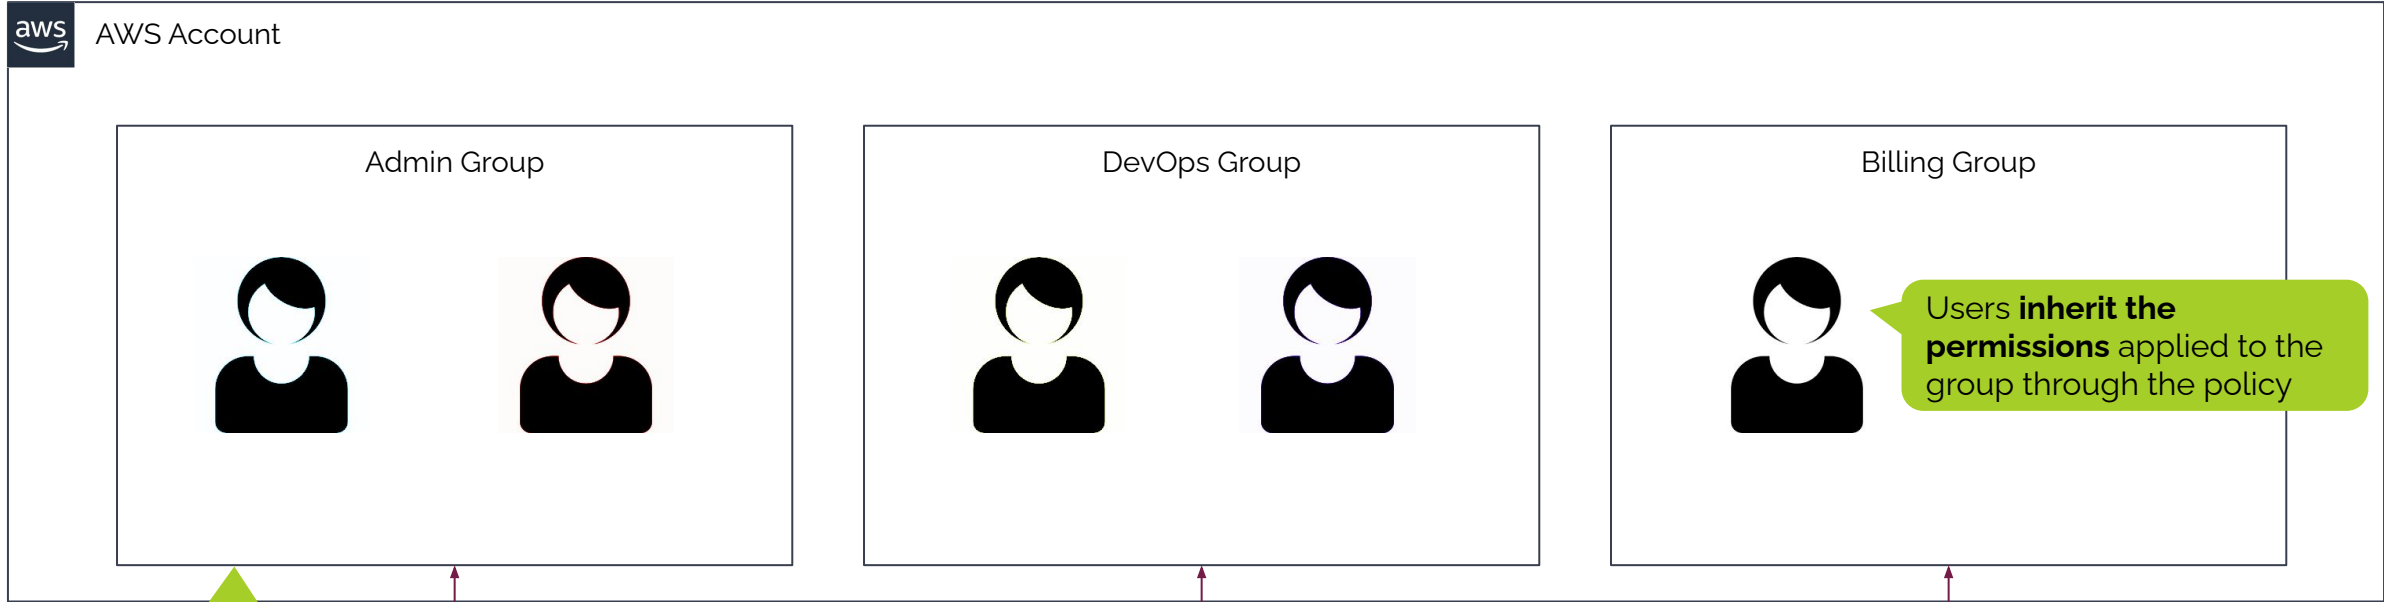 aws
AWS Account
Admin Group
DevOps Group
Billing Group
Users inherit the
permissions applied to the
group through the policy